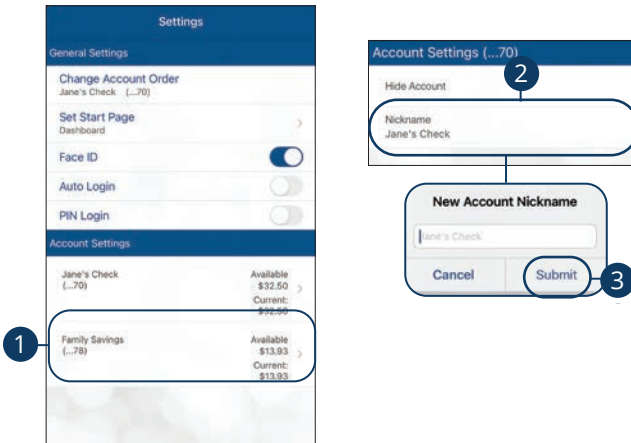 Settings
General Settings
Change Account Order
Jane's Check (...70)
Set Start Page
Dashboard
Face ID
Auto Login
PIN Login
Account Settings
Jane's Check
(...70)
Available
$32.50
Current:
$32.50
1
Family Savings
(...78)
Available
$13.93
Current:
$13.93
Account Settings (...70)
2
Hide Account
Nickname
Jane's Check
New Account Nickname
Jane's Check
Cancel
Submit
3